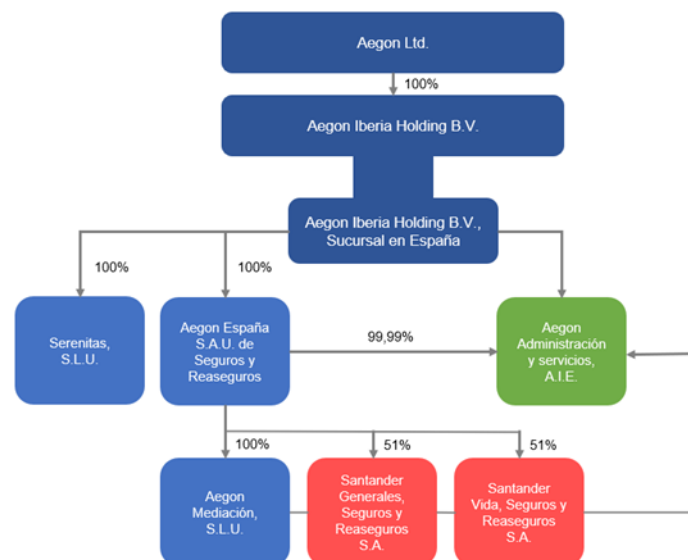 Aegon Ltd.
100%
Aegon Iberia Holding B.V.
Aegon Iberia Holding B.V.,
Sucursal en España
100%
100%
Serenitas,
S.L.U.
Aegon España
S.A.U. de
Seguros y
Reaseguros
99,99%
Aegon
Administración
y servicios,
A.I.E.
100%
51%
51%
Aegon
Mediación,
S.L.U.
Santander
Generales,
Seguros y
Reaseguros
S.A.
Santander
Vida, Seguros y
Reaseguros
S.A.